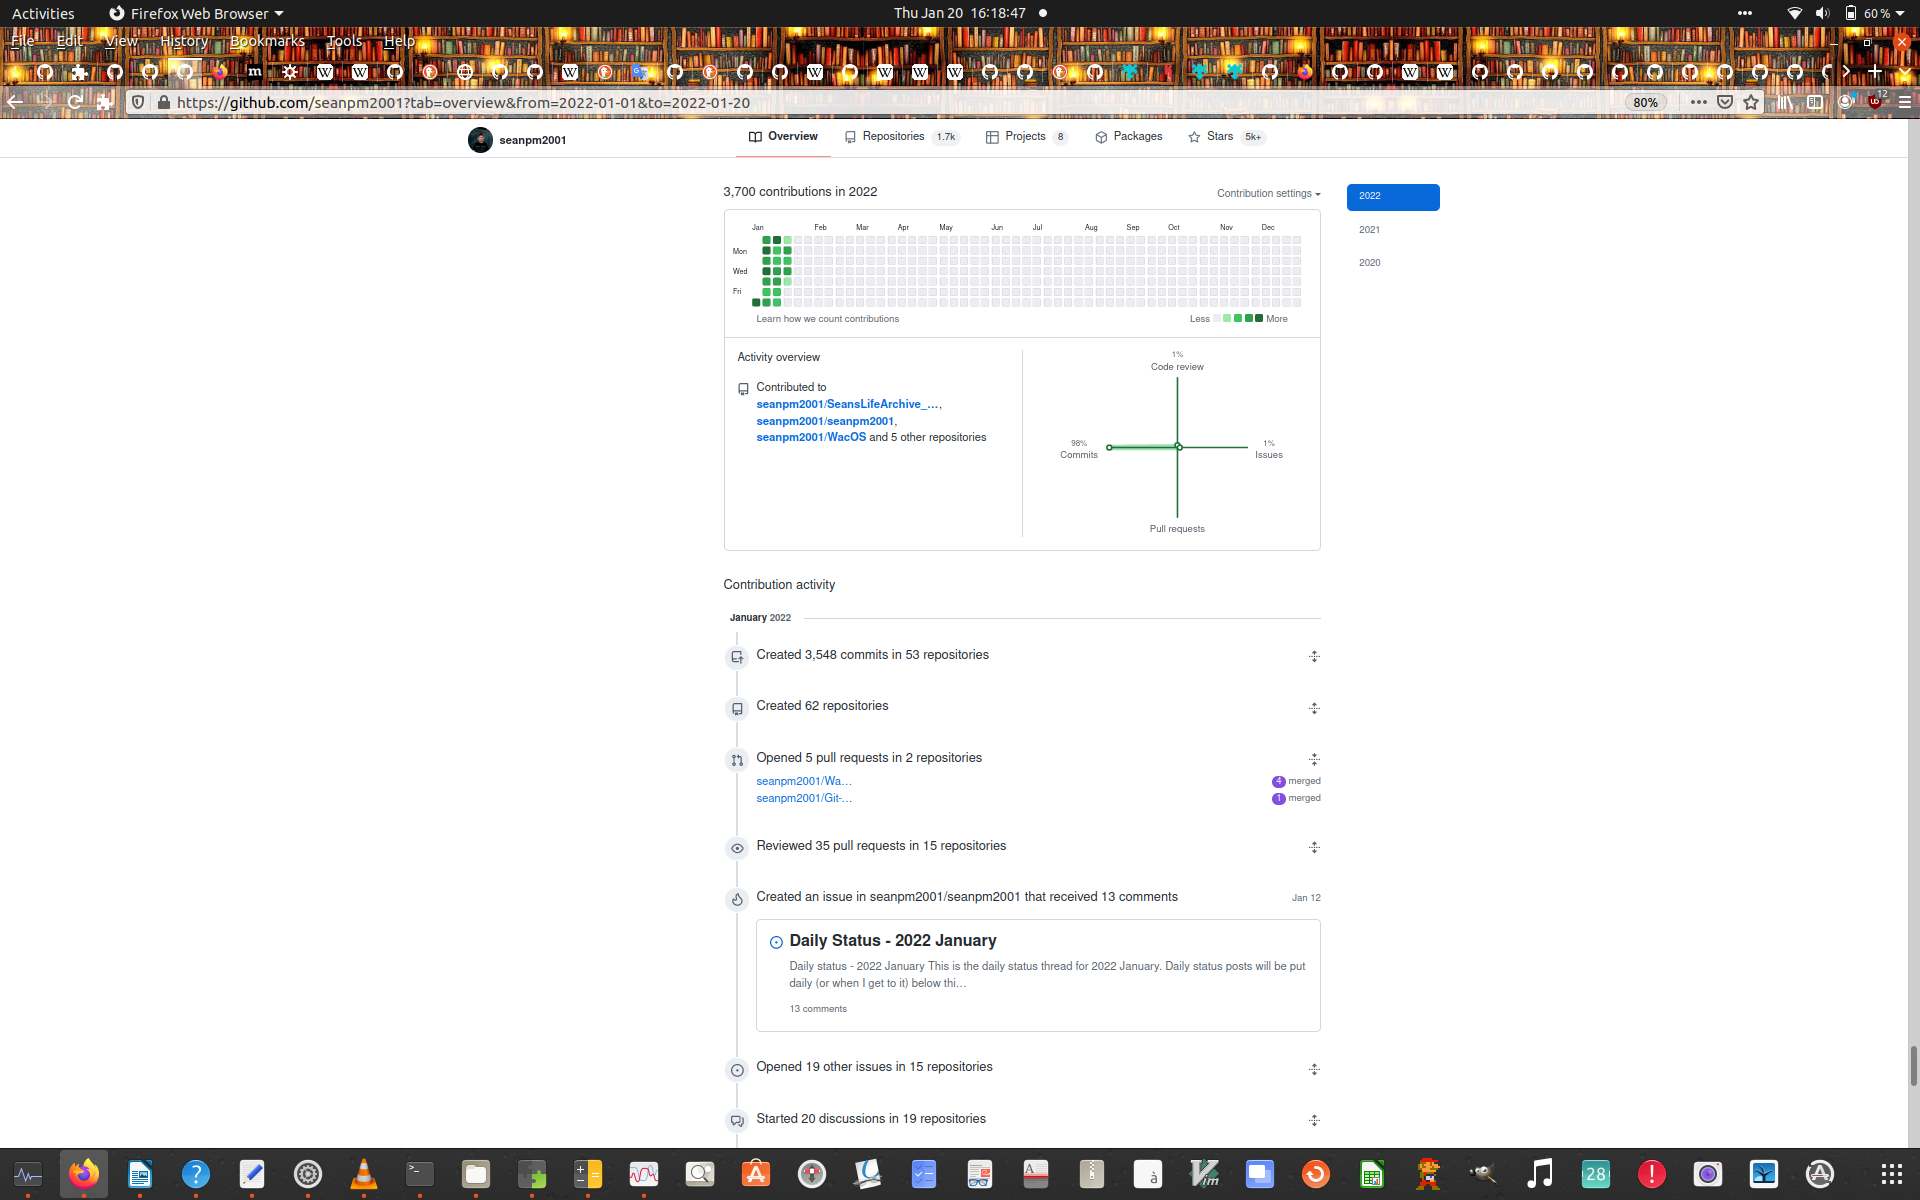 Activities
Firefox Web Browser
Thu Jan 20 16:18:47
60 %
File Edit View History Bookmarks Tools Help
https://github.com/seanpm2001?tab=overview&from=2022-01-01&to=2022-01-20
80%
12
seanpm2001
Overview
Repositories 1.7k
Projects 8
Packages
Stars 5k+
3,700 contributions in 2022
Contribution settings
2022
2021
2020
Jan Feb Mar Apr May Jun Jul Aug Sep Oct Nov Dec
Mon
Wed
Fri
Learn how we count contributions
Less More
Activity overview
Contributed to
seanpm2001/SeansLifeArchive_…,
seanpm2001/seanpm2001,
seanpm2001/WacOS and 5 other repositories
1%
Code review
98%
Commits
1%
Issues
Pull requests
Contribution activity
January 2022
Created 3,548 commits in 53 repositories
Created 62 repositories
Opened 5 pull requests in 2 repositories
seanpm2001/Wa…
4 merged
seanpm2001/Git-…
1 merged
Reviewed 35 pull requests in 15 repositories
Created an issue in seanpm2001/seanpm2001 that received 13 comments
Jan 12
Daily Status - 2022 January
Daily status - 2022 January This is the daily status thread for 2022 January. Daily status posts will be put
daily (or when I get to it) below thi…
13 comments
Opened 19 other issues in 15 repositories
Started 20 discussions in 19 repositories
28